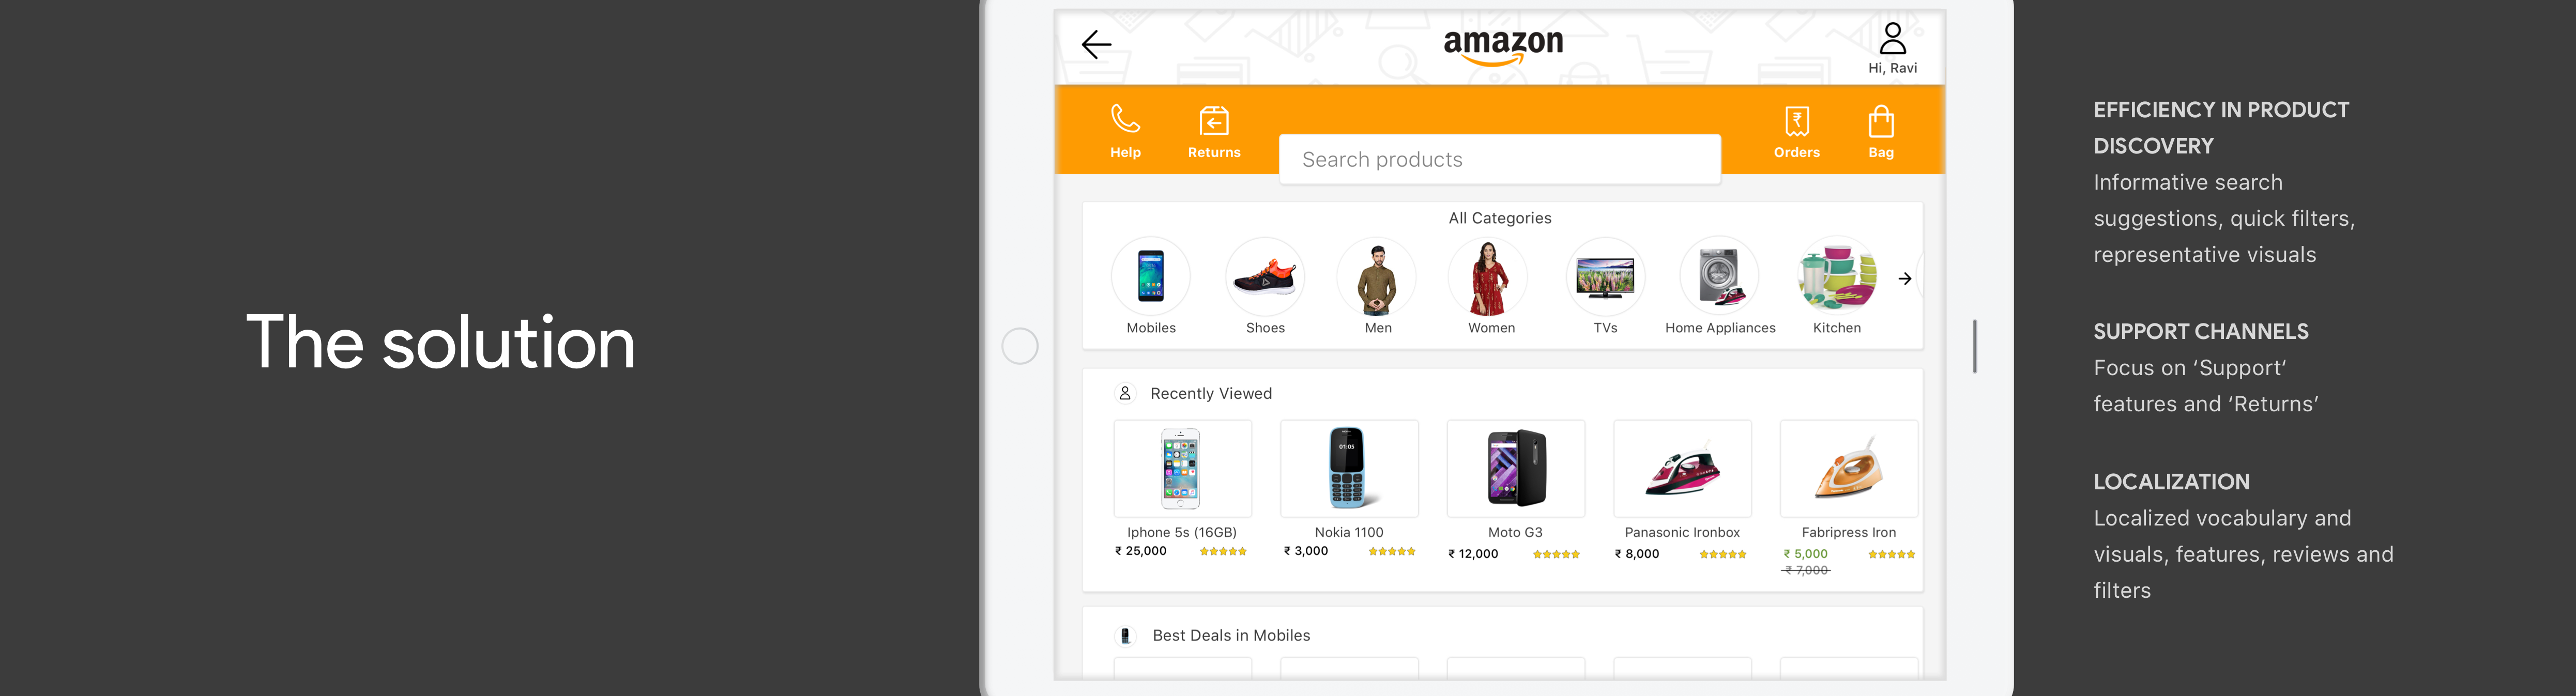 The solution
amazon
Hi, Ravi
Help
Returns
Search products
Orders
Bag
All Categories
Mobiles
Shoes
Men
Women
TVs
Home Appliances
Kitchen
Recently Viewed
01:05
Iphone 5s (16GB)
₹ 25,000
Nokia 1100
₹ 3,000
Moto G3
₹ 12,000
Panasonic Ironbox
₹ 8,000
Fabripress Iron
₹ 5,000
₹ 7,000
Best Deals in Mobiles
EFFICIENCY IN PRODUCT
DISCOVERY
Informative search
suggestions, quick filters,
representative visuals
SUPPORT CHANNELS
Focus on ‘Support‘
features and ‘Returns’
LOCALIZATION
Localized vocabulary and
visuals, features, reviews and
filters